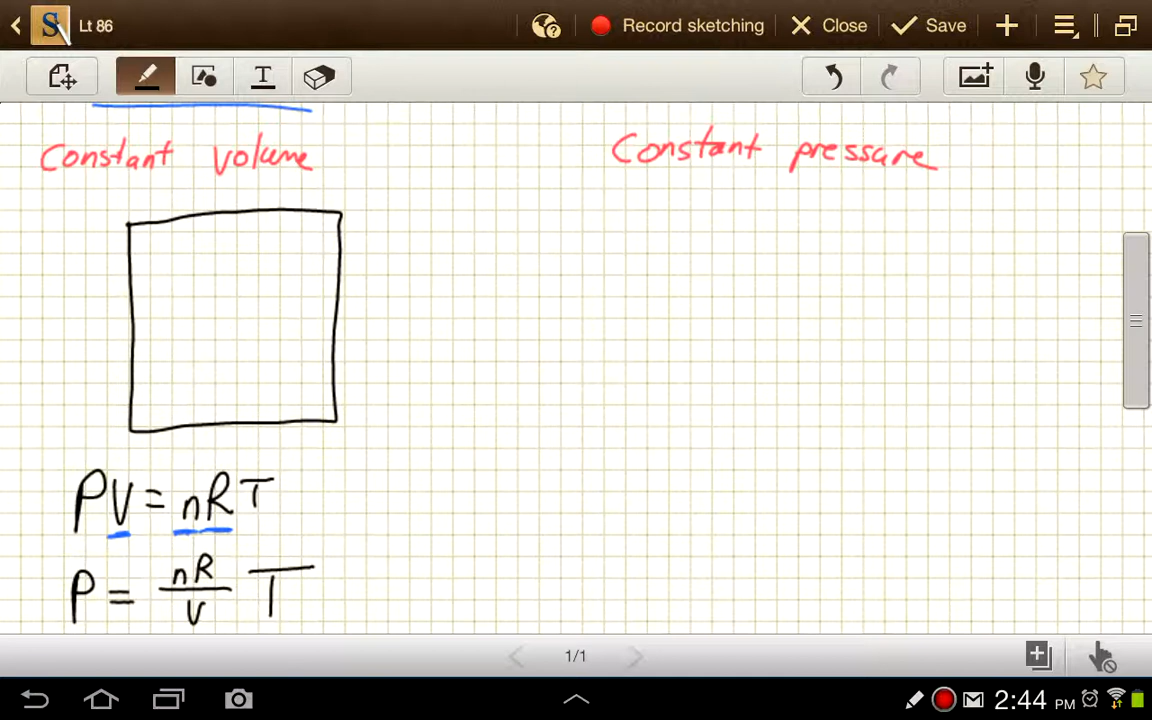 S Lt 86 Record sketching Close Save
T
Constant volume
Constant pressure
PV = nRT
P = nR/V T
1/1
2:44 PM